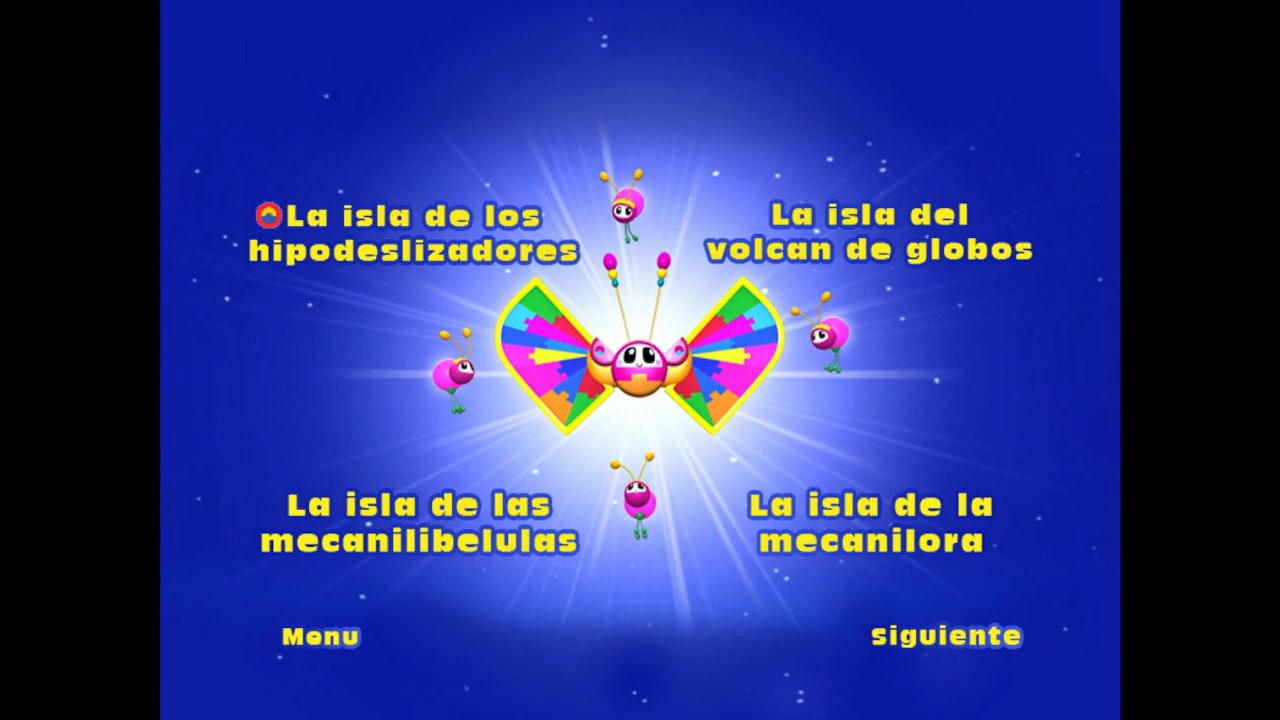 La isla de los
hipodeslizadores
La isla del
volcan de globos
La isla de las
mecanilibelulas
La isla de la
mecanilora
Menu
Siguiente